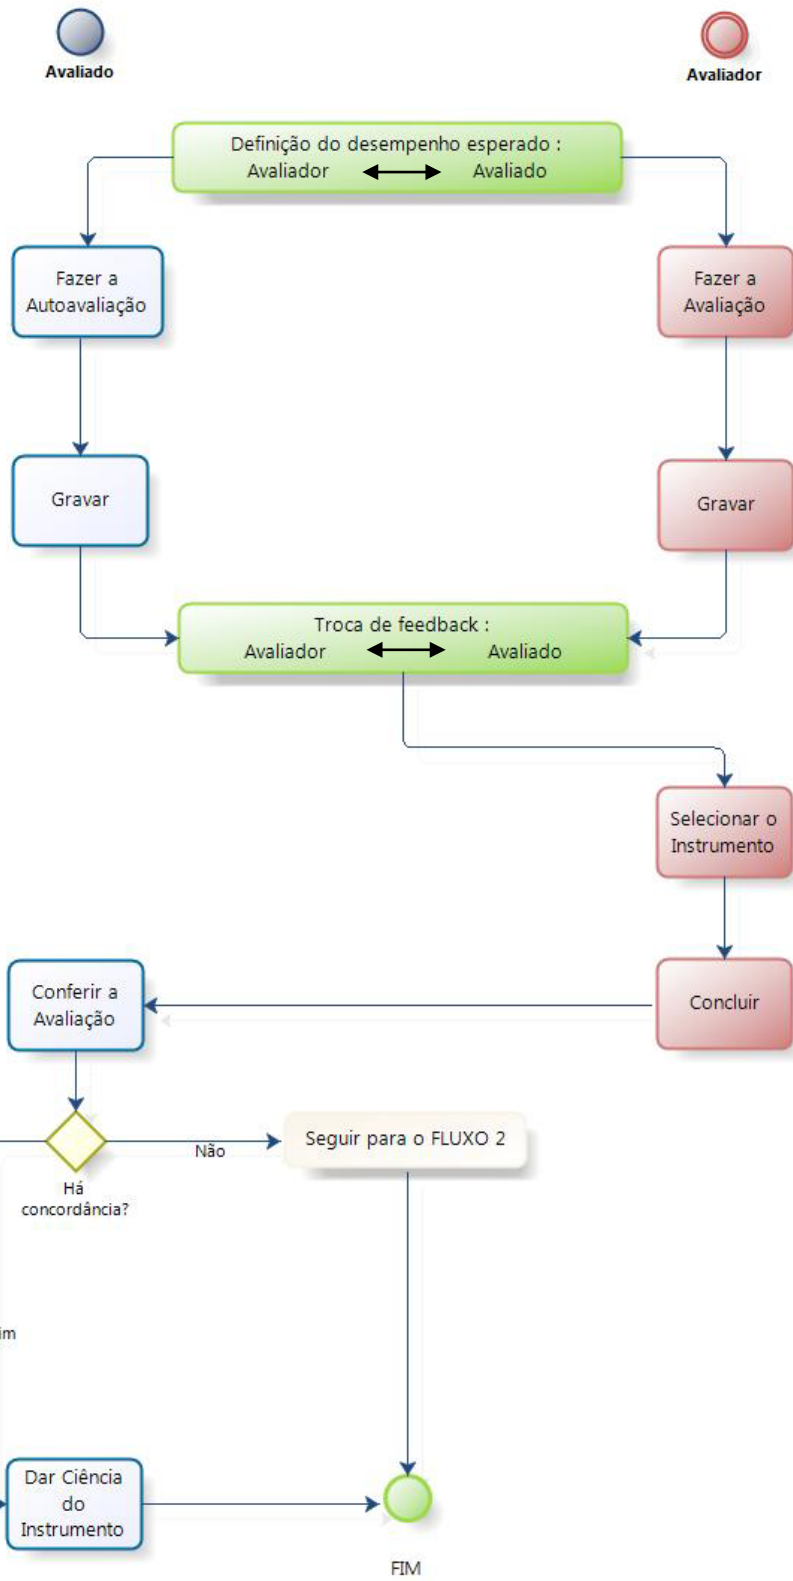 Avaliado
Avaliador
Definição do desempenho esperado :
Avaliador Avaliado
Fazer a
Autoavaliação
Fazer a
Avaliação
Gravar
Gravar
Troca de feedback :
Avaliador Avaliado
Selecionar o
Instrumento
Conferir a
Avaliação
Concluir
Não
Seguir para o FLUXO 2
Há
concordância?
im
Dar Ciência
do
Instrumento
FIM